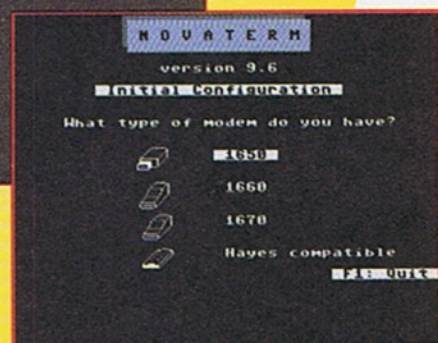 NOVATERM
version 9.6
Initial Configuration
What type of modem do you have?
1650
1660
1670
Hayes compatible
F1: Quit